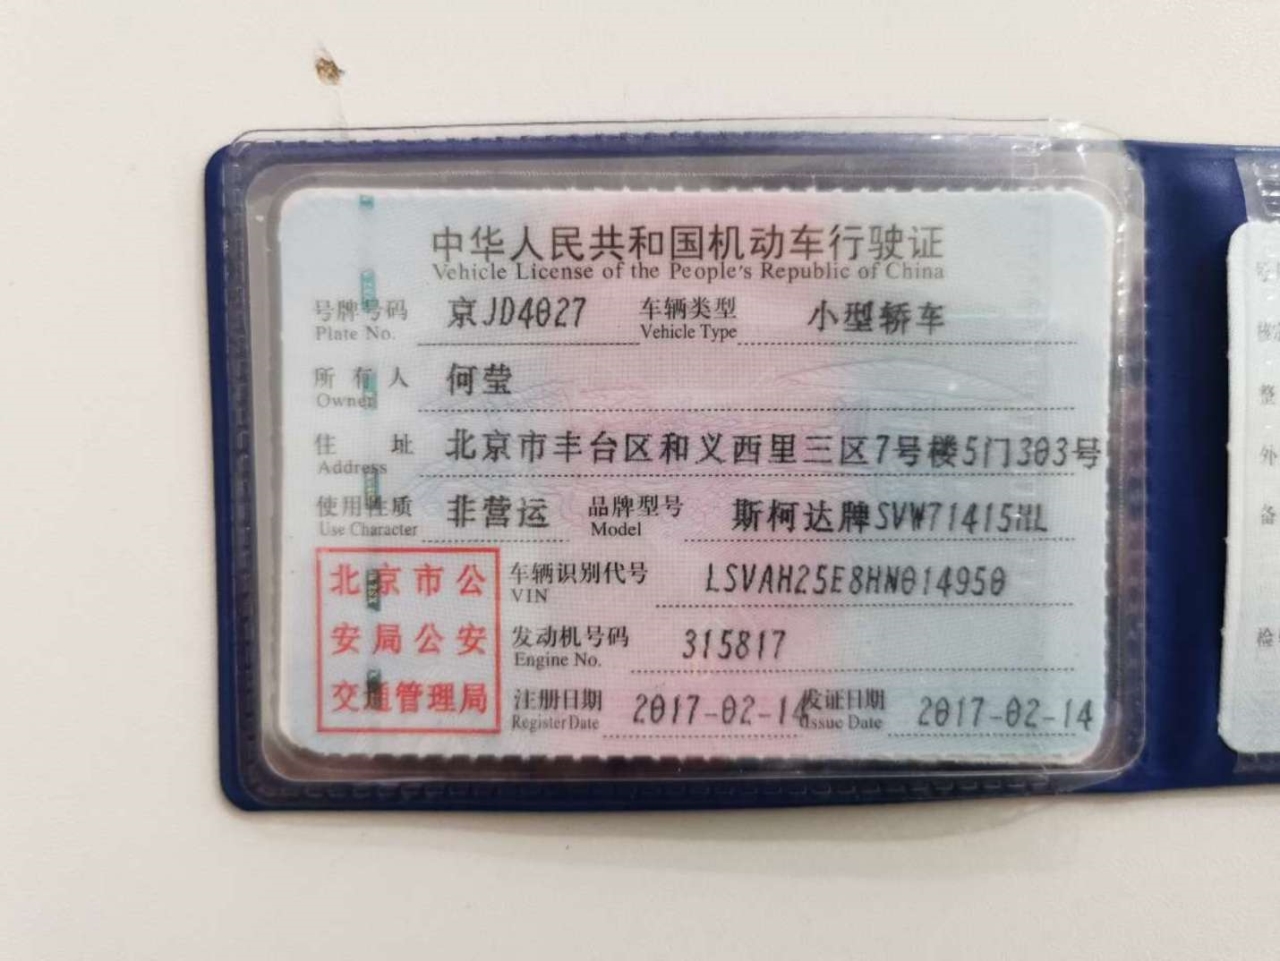 中华人民共和国机动车行驶证
Vehicle License of the People's Republic of China
号牌号码 京JD4027 车辆类型 小型轿车
Plate No. Vehicle Type
所有人 何莹
Owner
住址 北京市丰台区和义西里三区7号楼5门303号
Address
使用性质 非营运 品牌型号 斯柯达牌SVW71415HL
Use Character Model
北京市公
安局公安
交通管理局
车辆识别代号 LSVAH25E8HN014950
VIN
发动机号码 315817
Engine No.
注册日期 2017-02-14 发证日期 2017-02-14
Register Date Issue Date
整
外
备
检